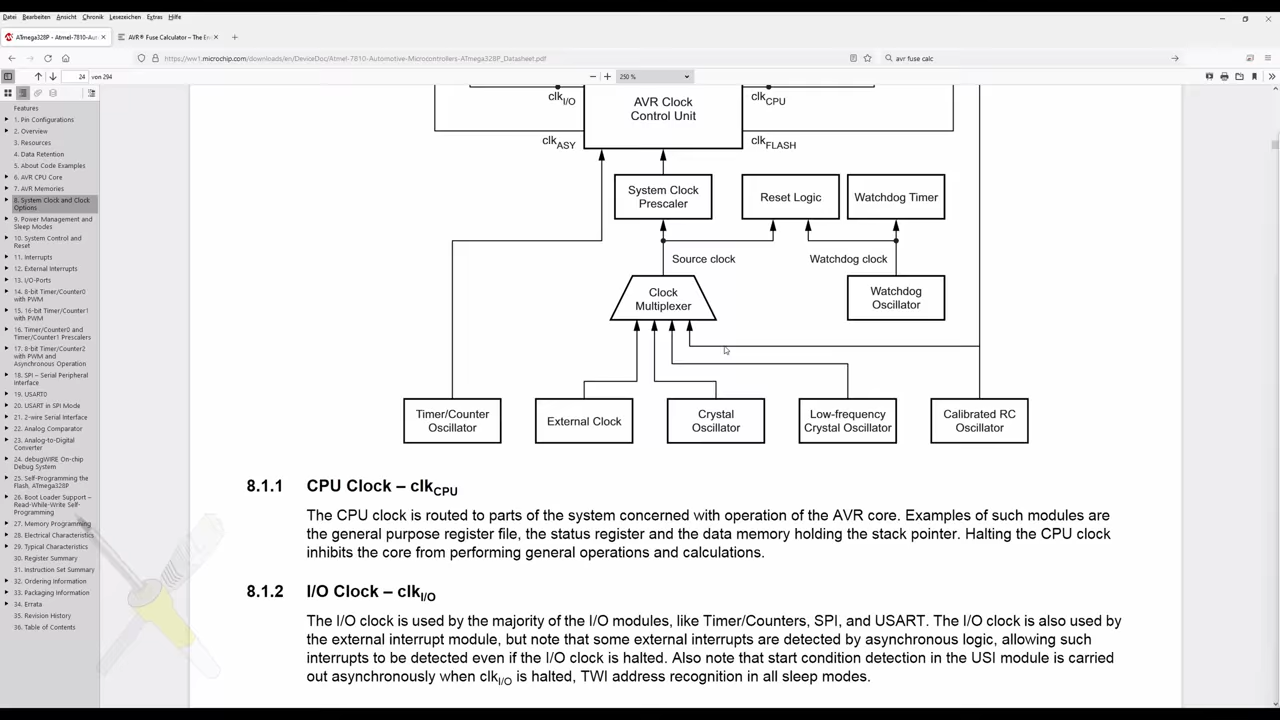 Datei Bearbeiten Ansicht Chronik Lesezeichen Extras Hilfe
ATmega328P – Atmel-7810-Aut
AVR® Fuse Calculator – The En
https://ww1.microchip.com/downloads/en/DeviceDoc/Atmel-7810-Automotive-Microcontrollers-ATmega328P_Datasheet.pdf
avr fuse calc
24 von 294
250 %
Features
1. Pin Configurations
2. Overview
3. Resources
4. Data Retention
5. About Code Examples
6. AVR CPU Core
7. AVR Memories
8. System Clock and Clock
Options
9. Power Management and
Sleep Modes
10. System Control and
Reset
11. Interrupts
12. External Interrupts
13. I/O-Ports
14. 8-bit Timer/Counter0
with PWM
15. 16-bit Timer/Counter1
with PWM
16. Timer/Counter0 and
Timer/Counter1 Prescalers
17. 8-bit Timer/Counter2
with PWM and
Asynchronous Operation
18. SPI – Serial Peripheral
Interface
19. USART0
20. USART in SPI Mode
21. 2-wire Serial Interface
22. Analog Comparator
23. Analog-to-Digital
Converter
24. debugWIRE On-chip
Debug System
25. Self-Programming the
Flash, ATmega328P
26. Boot Loader Support –
Read-While-Write Self-
Programming
27. Memory Programming
28. Electrical Characteristics
29. Typical Characteristics
30. Register Summary
31. Instruction Set Summary
32. Ordering Information
33. Packaging Information
34. Errata
35. Revision History
36. Table of Contents
clkI/O
AVR Clock
Control Unit
clkCPU
clkASY
clkFLASH
System Clock
Prescaler
Reset Logic
Watchdog Timer
Source clock
Watchdog clock
Clock
Multiplexer
Watchdog
Oscillator
Timer/Counter
Oscillator
External Clock
Crystal
Oscillator
Low-frequency
Crystal Oscillator
Calibrated RC
Oscillator
8.1.1 CPU Clock – clkCPU
The CPU clock is routed to parts of the system concerned with operation of the AVR core. Examples of such modules are
the general purpose register file, the status register and the data memory holding the stack pointer. Halting the CPU clock
inhibits the core from performing general operations and calculations.
8.1.2 I/O Clock – clkI/O
The I/O clock is used by the majority of the I/O modules, like Timer/Counters, SPI, and USART. The I/O clock is also used by
the external interrupt module, but note that some external interrupts are detected by asynchronous logic, allowing such
interrupts to be detected even if the I/O clock is halted. Also note that start condition detection in the USI module is carried
out asynchronously when clkI/O is halted, TWI address recognition in all sleep modes.